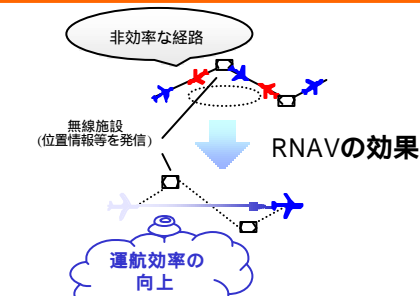 非効率な経路
無線施設
(位置情報等を発信)
RNAVの効果
運航効率の
向上